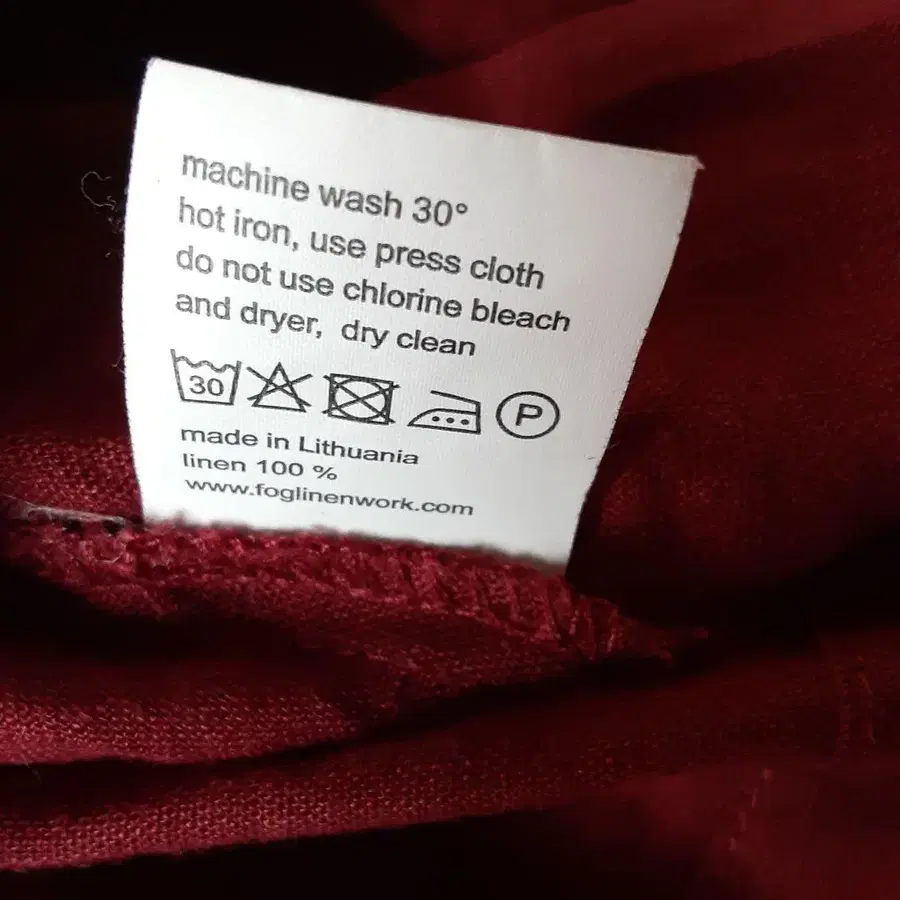 machine wash 30°
hot iron, use press cloth
do not use chlorine bleach
and dryer, dry clean
30 P
made in Lithuania
linen 100 %
www.foglinenwork.com